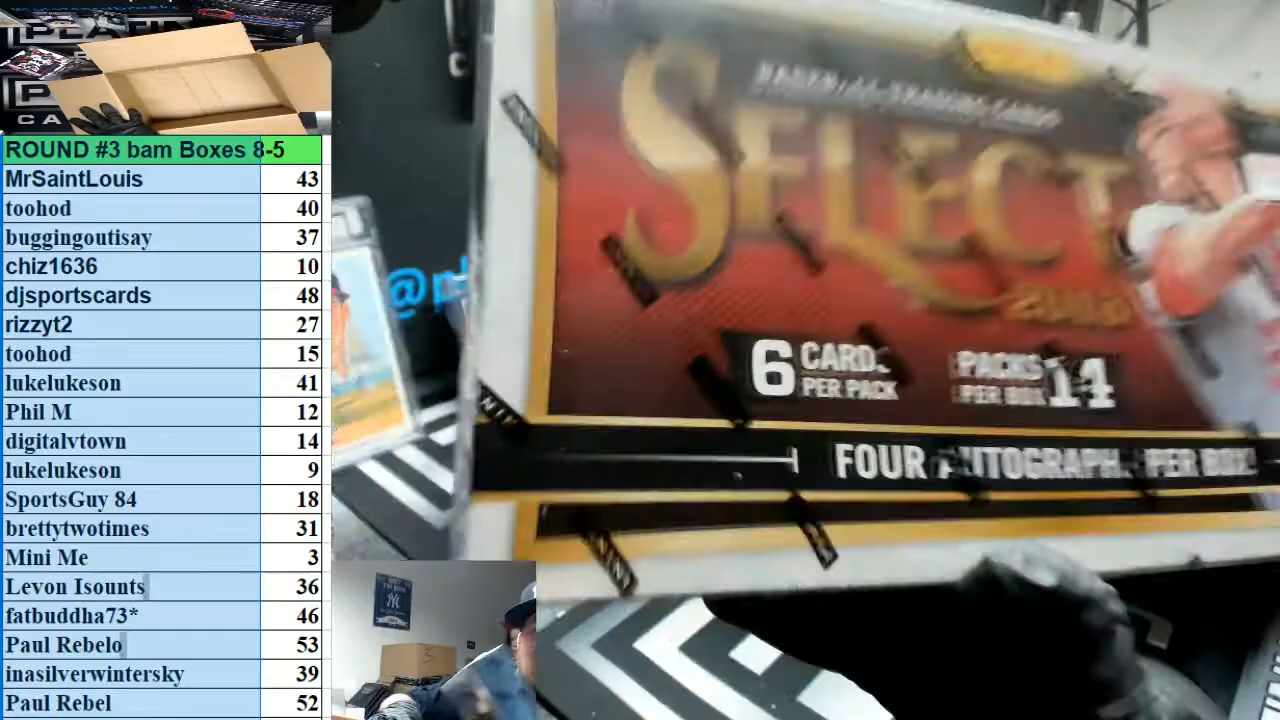 ROUND #3 bam Boxes 8-5
MrSaintLouis 43
toohod 40
buggingoutisay 37
chiz1636 10
djsportscards 48
rizzyt2 27
toohod 15
lukelukeson 41
Phil M 12
digitalvtown 14
lukelukeson 9
SportsGuy 84 18
brettytwotimes 31
Mini Me 3
Levon Isounts 36
fatbuddha73* 46
Paul Rebelo 53
inasilverwintersky 39
Paul Rebel 52
SELECT
6 CARDS PER PACK
PACKS PER BOX 14
FOUR AUTOGRAPHS PER BOX!